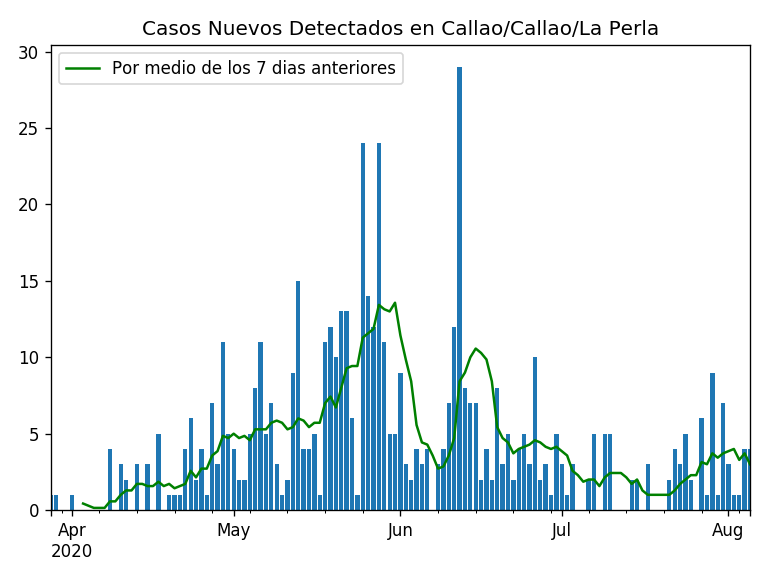 Casos Nuevos Detectados en Callao/Callao/La Perla
Por medio de los 7 dias anteriores
30
25
20
15
10
5
0
Apr May Jun Jul Aug
2020